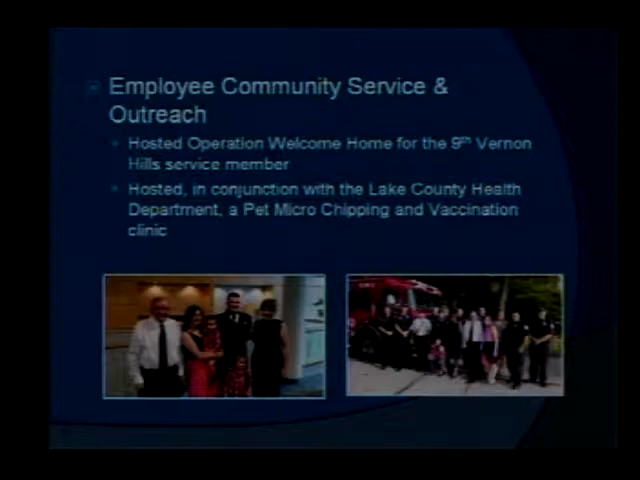 Employee Community Service &
Outreach
Hosted Operation Welcome Home for the 9th Vernon
Hills service member
Hosted, in conjunction with the Lake County Health
Department, a Pet Micro Chipping and Vaccination
clinic